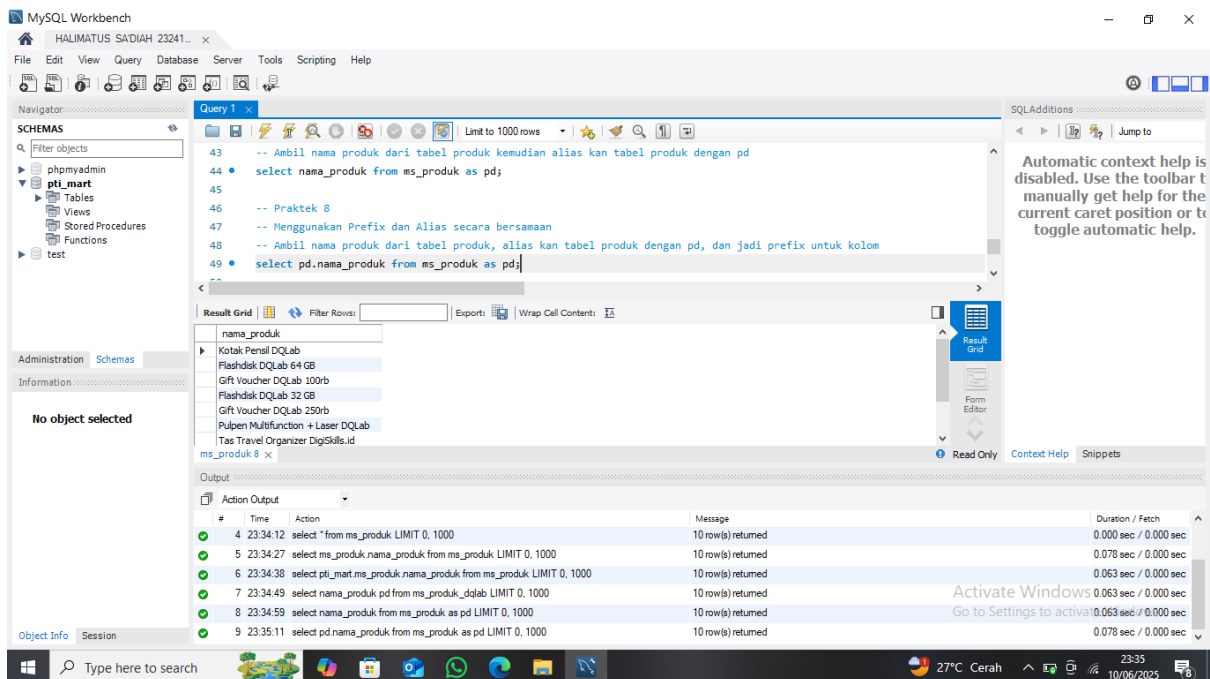 MySQL Workbench
HALIMATUS SA'DIAH 23241...
File Edit View Query Database Server Tools Scripting Help
Navigator
SCHEMAS
Filter objects
phpmyadmin
pti_mart
Tables
Views
Stored Procedures
Functions
test
Administration Schemas
Information
No object selected
Object Info Session
Query 1
Limit to 1000 rows
43 -- Ambil nama produk dari tabel produk kemudian alias kan tabel produk dengan pd
44 select nama_produk from ms_produk as pd;
45
46 -- Praktek 8
47 -- Menggunakan Prefix dan Alias secara bersamaan
48 -- Ambil nama produk dari tabel produk, alias kan tabel produk dengan pd, dan jadi prefix untuk kolom
49 select pd.nama_produk from ms_produk as pd;
Result Grid Filter Rows: Export: Wrap Cell Content:
nama_produk
Kotak Pensil DQLab
Flashdisk DQLab 64 GB
Gift Voucher DQLab 100rb
Flashdisk DQLab 32 GB
Gift Voucher DQLab 250rb
Pulpen Multifunction + Laser DQLab
Tas Travel Organizer DigiSkills.id
Result
Grid
Form
Editor
ms_produk 8
Read Only
SQLAdditions
Jump to
Automatic context help is
disabled. Use the toolbar t
manually get help for the
current caret position or to
toggle automatic help.
Context Help Snippets
Output
Action Output
# Time Action Message Duration / Fetch
4 23:34:12 select * from ms_produk LIMIT 0, 1000 10 row(s) returned 0.000 sec / 0.000 sec
5 23:34:27 select ms_produk.nama_produk from ms_produk LIMIT 0, 1000 10 row(s) returned 0.078 sec / 0.000 sec
6 23:34:38 select pti_mart.ms_produk.nama_produk from ms_produk LIMIT 0, 1000 10 row(s) returned 0.063 sec / 0.000 sec
7 23:34:49 select nama_produk pd from ms_produk_dqlab LIMIT 0, 1000 10 row(s) returned 0.063 sec / 0.000 sec
8 23:34:59 select nama_produk from ms_produk as pd LIMIT 0, 1000 10 row(s) returned 0.063 sec / 0.000 sec
9 23:35:11 select pd.nama_produk from ms_produk as pd LIMIT 0, 1000 10 row(s) returned 0.078 sec / 0.000 sec
Activate Windows
Go to Settings to activate
Type here to search
27°C Cerah
23:35
10/06/2025
8